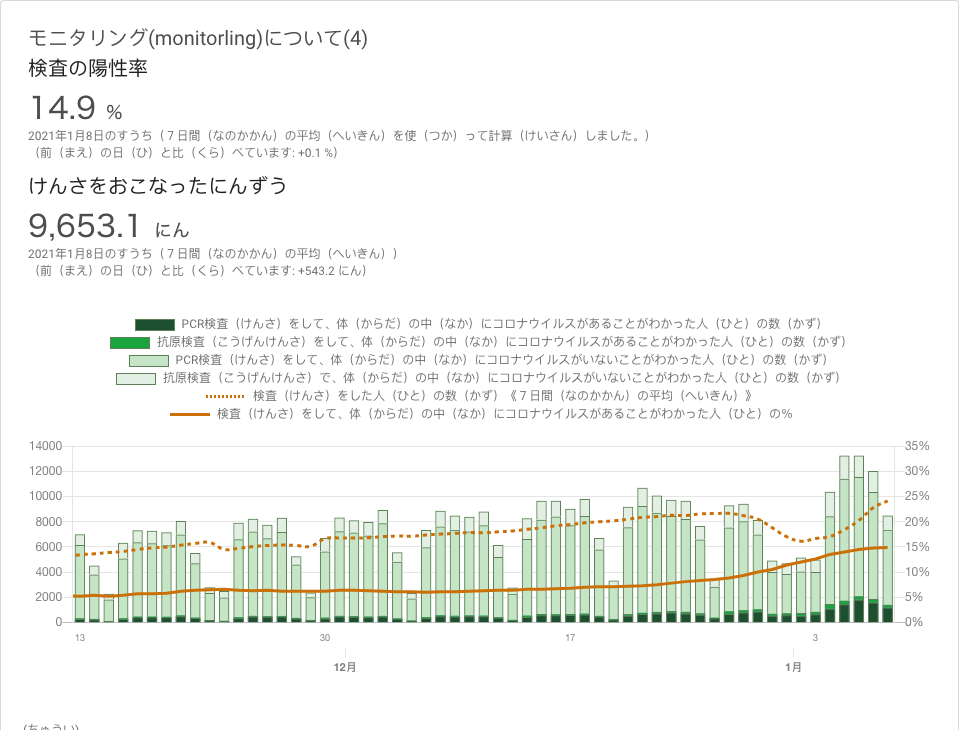 モニタリング(monitorling)について(4)
検査の陽性率
14.9 %
2021年1月8日のすうち（７日間（なのかかん）の平均（へいきん）を使（つか）って計算（けいさん）しました。）
（前（まえ）の日（ひ）と比（くら）べています: +0.1 %）
けんさをおこなったにんずう
9,653.1 にん
2021年1月8日のすうち（７日間（なのかかん）の平均（へいきん））
（前（まえ）の日（ひ）と比（くら）べています: +543.2 にん）
PCR検査（けんさ）をして、体（からだ）の中（なか）にコロナウイルスがあることがわかった人（ひと）の数（かず）
抗原検査（こうげんけんさ）をして、体（からだ）の中（なか）にコロナウイルスがあることがわかった人（ひと）の数（かず）
PCR検査（けんさ）をして、体（からだ）の中（なか）にコロナウイルスがいないことがわかった人（ひと）の数（かず）
抗原検査（こうげんけんさ）で、体（からだ）の中（なか）にコロナウイルスがいないことがわかった人（ひと）の数（かず）
検査（けんさ）をした人（ひと）の数（かず）《７日間（なのかかん）の平均（へいきん）》
検査（けんさ）をして、体（からだ）の中（なか）にコロナウイルスがあることがわかった人（ひと）の％
14000 35%
12000 30%
10000 25%
8000 20%
6000 15%
4000 10%
2000 5%
0 0%
13 30 17 3
12月 1月
(ちゅうい)